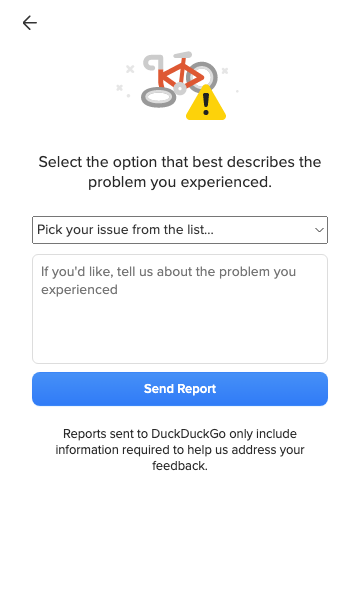 Select the option that best describes the
problem you experienced.
Pick your issue from the list...
If you'd like, tell us about the problem you
experienced
Send Report
Reports sent to DuckDuckGo only include
information required to help us address your
feedback.